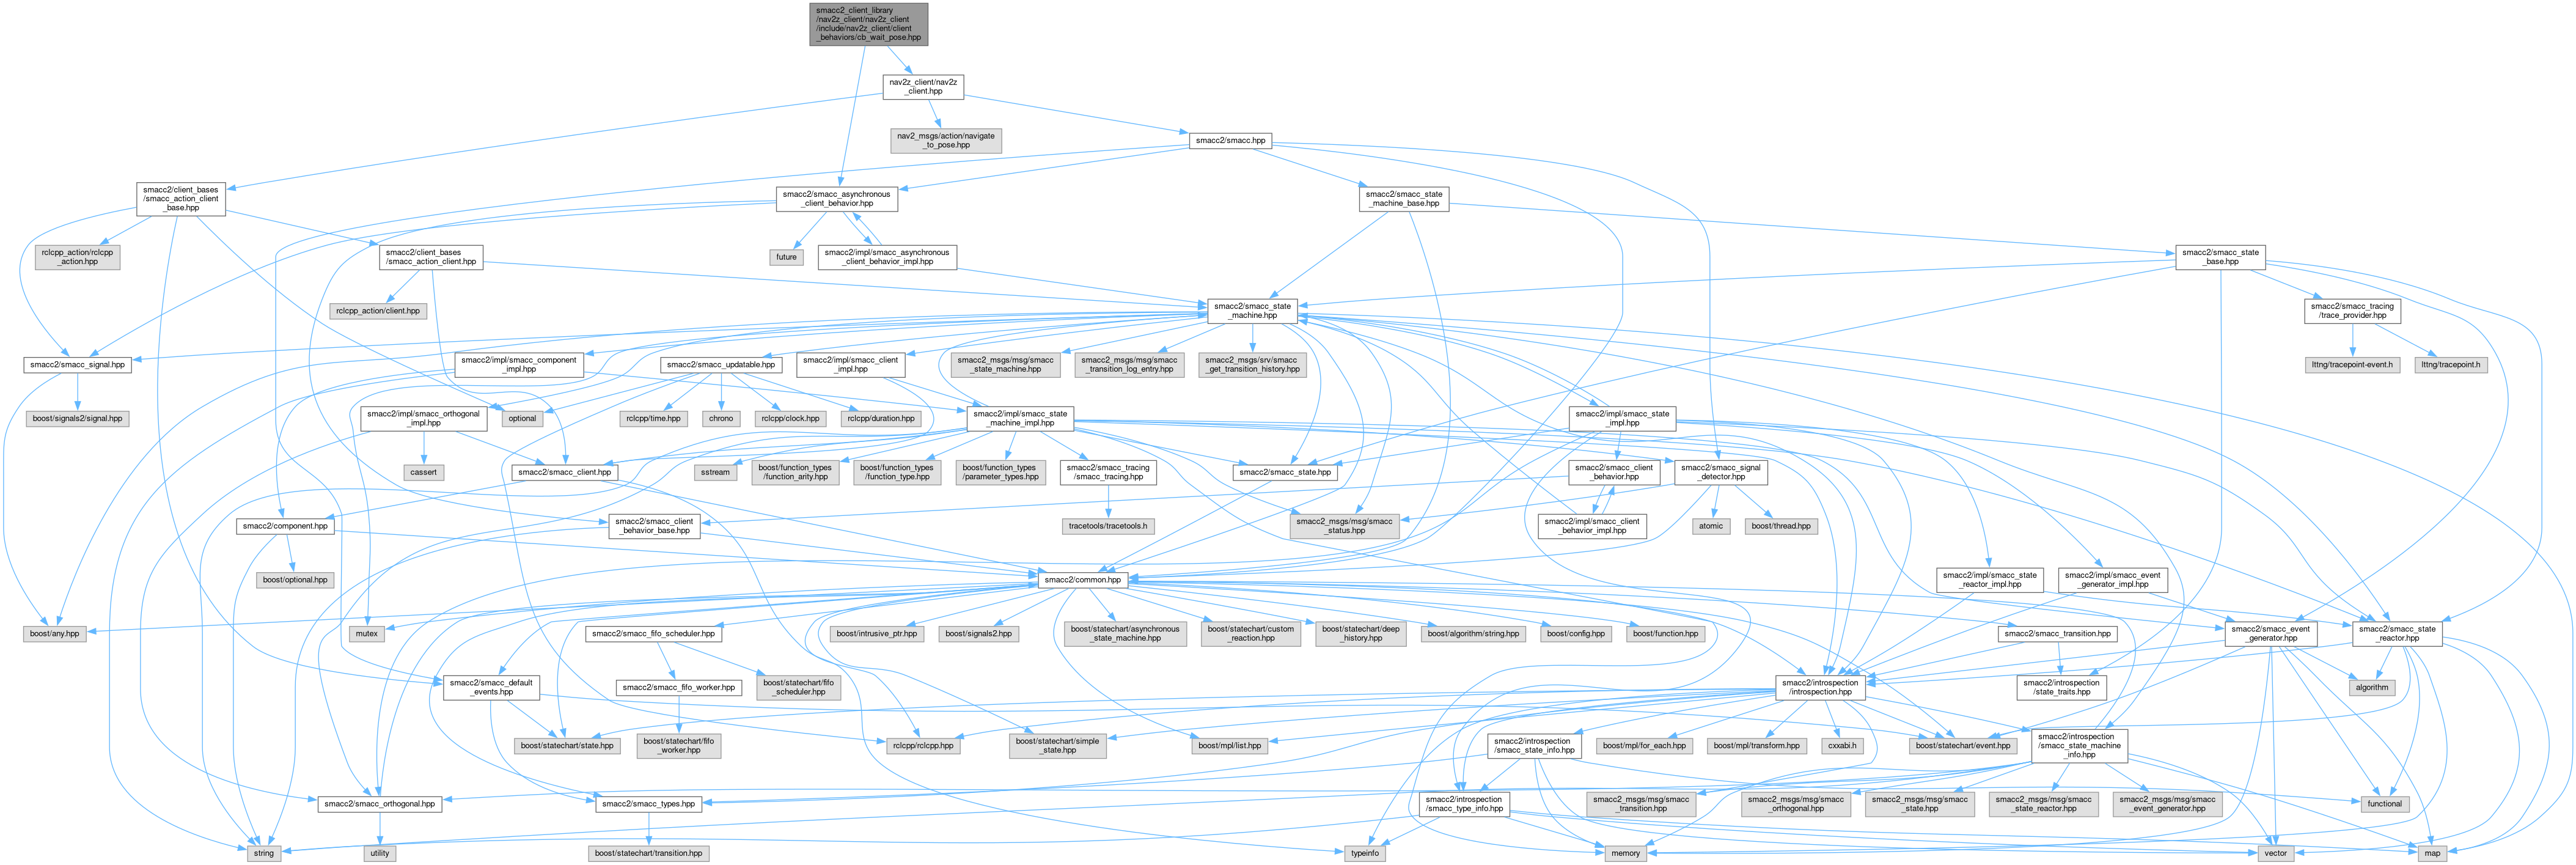 smacc2_client_library
/nav2z_client/nav2z_client
/include/nav2z_client/client
_behaviors/cb_wait_pose.hpp
nav2z_client/nav2z
_client.hpp
nav2_msgs/action/navigate
_to_pose.hpp
smacc2/smacc.hpp
smacc2/client_bases
/smacc_action_client
_base.hpp
smacc2/smacc_asynchronous
_client_behavior.hpp
smacc2/smacc_state
_machine_base.hpp
rclcpp_action/rclcpp
_action.hpp
smacc2/client_bases
/smacc_action_client.hpp
future
smacc2/impl/smacc_asynchronous
_client_behavior_impl.hpp
smacc2/smacc_state
_base.hpp
rclcpp_action/client.hpp
smacc2/smacc_state
_machine.hpp
smacc2/smacc_tracing
/trace_provider.hpp
smacc2/smacc_signal.hpp
smacc2/impl/smacc_component
_impl.hpp
smacc2/smacc_updatable.hpp
smacc2/impl/smacc_client
_impl.hpp
smacc2_msgs/msg/smacc
_state_machine.hpp
smacc2_msgs/msg/smacc
_transition_log_entry.hpp
smacc2_msgs/srv/smacc
_get_transition_history.hpp
lttng/tracepoint-event.h
lttng/tracepoint.h
boost/signals2/signal.hpp
smacc2/impl/smacc_orthogonal
_impl.hpp
optional
rclcpp/time.hpp
chrono
rclcpp/clock.hpp
rclcpp/duration.hpp
smacc2/impl/smacc_state
_machine_impl.hpp
smacc2/impl/smacc_state
_impl.hpp
cassert
smacc2/smacc_client.hpp
sstream
boost/function_types
/function_arity.hpp
boost/function_types
/function_type.hpp
boost/function_types
/parameter_types.hpp
smacc2/smacc_tracing
/smacc_tracing.hpp
smacc2/smacc_state.hpp
smacc2/smacc_client
_behavior.hpp
smacc2/smacc_signal
_detector.hpp
smacc2/component.hpp
smacc2/smacc_client
_behavior_base.hpp
tracetools/tracetools.h
smacc2_msgs/msg/smacc
_status.hpp
smacc2/impl/smacc_client
_behavior_impl.hpp
atomic
boost/thread.hpp
boost/optional.hpp
smacc2/common.hpp
smacc2/impl/smacc_state
_reactor_impl.hpp
smacc2/impl/smacc_event
_generator_impl.hpp
boost/any.hpp
mutex
smacc2/smacc_fifo_scheduler.hpp
boost/intrusive_ptr.hpp
boost/signals2.hpp
boost/statechart/asynchronous
_state_machine.hpp
boost/statechart/custom
_reaction.hpp
boost/statechart/deep
_history.hpp
boost/algorithm/string.hpp
boost/config.hpp
boost/function.hpp
smacc2/smacc_transition.hpp
smacc2/smacc_event
_generator.hpp
smacc2/smacc_state
_reactor.hpp
smacc2/smacc_default
_events.hpp
smacc2/smacc_fifo_worker.hpp
boost/statechart/fifo
_scheduler.hpp
smacc2/introspection
/introspection.hpp
smacc2/introspection
/state_traits.hpp
algorithm
boost/statechart/state.hpp
boost/statechart/fifo
_worker.hpp
rclcpp/rclcpp.hpp
boost/statechart/simple
_state.hpp
boost/mpl/list.hpp
smacc2/introspection
/smacc_state_info.hpp
boost/mpl/for_each.hpp
boost/mpl/transform.hpp
cxxabi.h
boost/statechart/event.hpp
smacc2/introspection
/smacc_state_machine
_info.hpp
smacc2/smacc_orthogonal.hpp
smacc2/smacc_types.hpp
smacc2/introspection
/smacc_type_info.hpp
smacc2_msgs/msg/smacc
_transition.hpp
smacc2_msgs/msg/smacc
_orthogonal.hpp
smacc2_msgs/msg/smacc
_state.hpp
smacc2_msgs/msg/smacc
_state_reactor.hpp
smacc2_msgs/msg/smacc
_event_generator.hpp
functional
string
utility
boost/statechart/transition.hpp
typeinfo
memory
vector
map